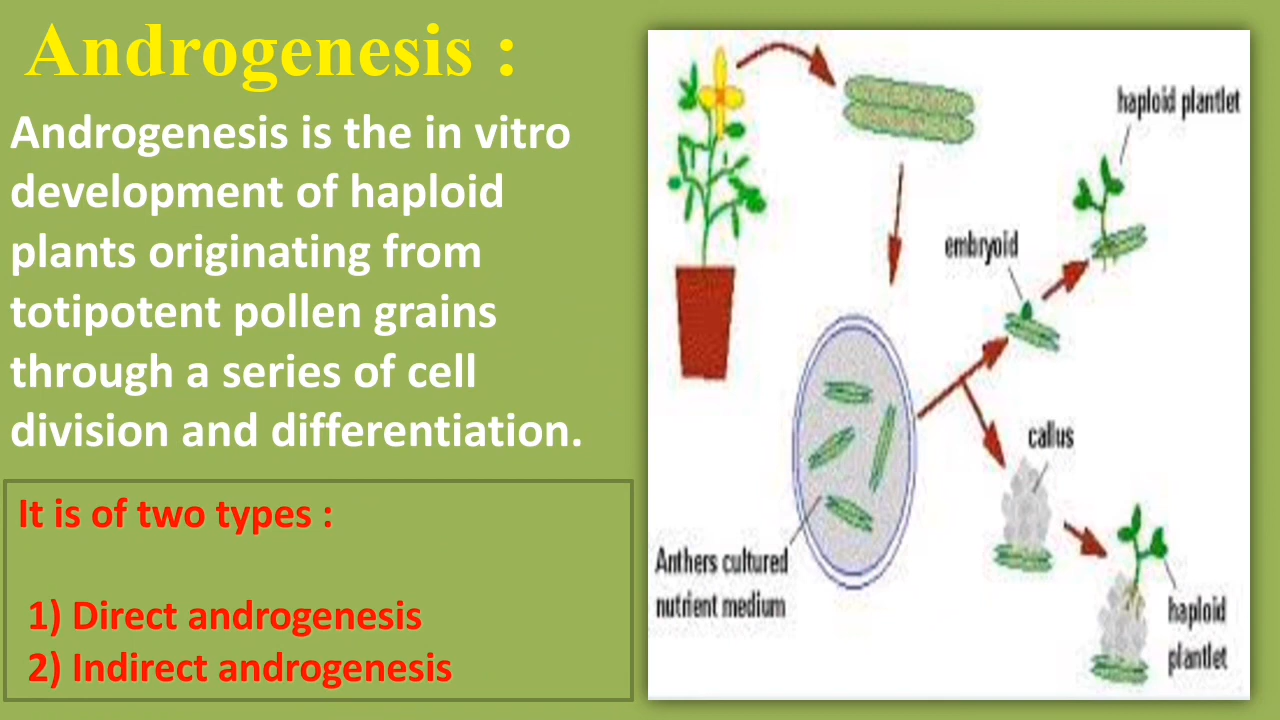 Androgenesis :
Androgenesis is the in vitro
development of haploid
plants originating from
totipotent pollen grains
through a series of cell
division and differentiation.
It is of two types :
1) Direct androgenesis
2) Indirect androgenesis
haploid plantlet
embryoid
callus
Anthers cultured
nutrient medium
haploid
plantlet